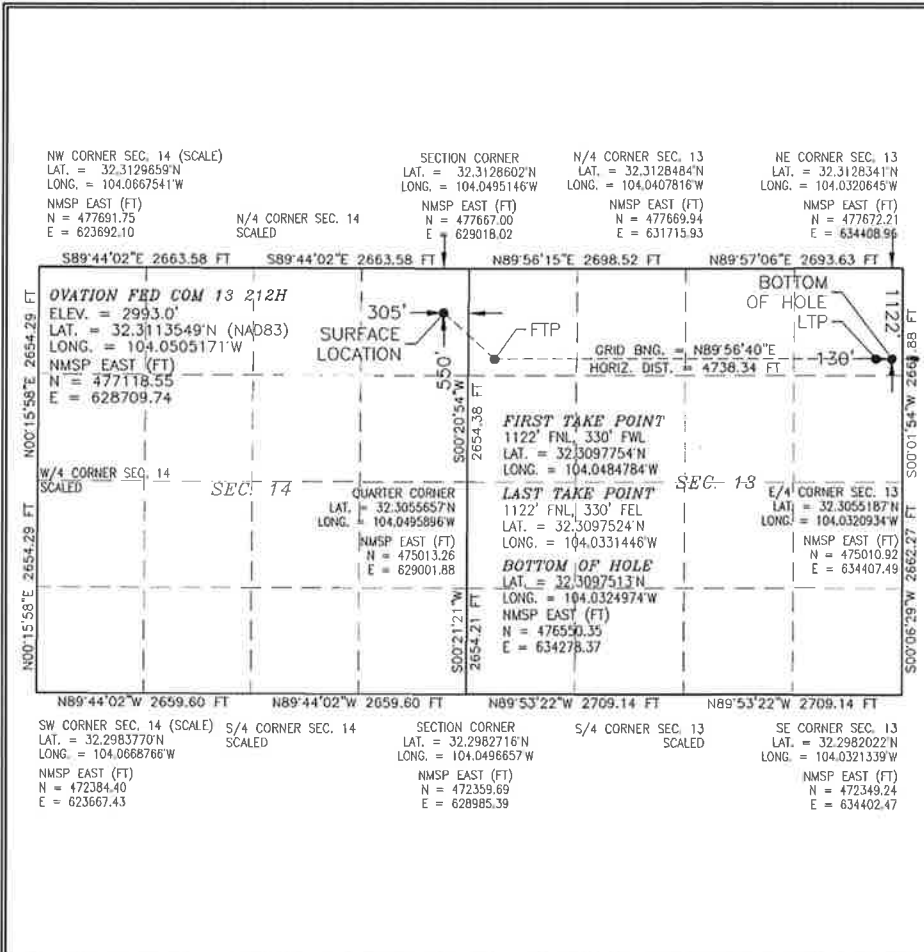 NW CORNER SEC. 14 (SCALE)
LAT. = 32.3129659'N
LONG. = 104.0667541'W
NMSP EAST (FT)
N = 477691.75
E = 623692.10
N/4 CORNER SEC. 14
SCALED
SECTION CORNER
LAT. = 32.3128602'N
LONG. = 104.0495146'W
NMSP EAST (FT)
N = 477667.00
E = 629018.02
N/4 CORNER SEC. 13
LAT. = 32.3128484'N
LONG. = 104.0407816'W
NMSP EAST (FT)
N = 477669.94
E = 631715.93
NE CORNER SEC. 13
LAT. = 32.3128341'N
LONG. = 104.0320645'W
NMSP EAST (FT)
N = 477672.21
E = 634408.96
S89'44'02"E 2663.58 FT
S89'44'02"E 2663.58 FT
N89'56'15"E 2698.52 FT
N89'57'06"E 2693.63 FT
OVATION FED COM 13 212H
ELEV. = 2993.0'
LAT. = 32.3113549'N (NAD83)
LONG. = 104.0505171'W
NMSP EAST (FT)
N = 477118.55
E = 628709.74
305'
SURFACE
LOCATION
550'
FTP
BOTTOM
OF HOLE
LTP
1122'
130'
GRID BNG. = N89'56'40"E
HORIZ. DIST. = 4738.34 FT
N00'15'58"E 2654.29 FT
S00'20'54"W
2654.38 FT
S00'01'54"W
FIRST TAKE POINT
1122' FNL, 330' FWL
LAT. = 32.3097754'N
LONG. = 104.0484784'W
W/4 CORNER SEC. 14
SCALED
SEC. 14
QUARTER CORNER
LAT. = 32.3055657'N
LONG. = 104.0495896'W
NMSP EAST (FT)
N = 475013.26
E = 629001.88
SEC. 13
LAST TAKE POINT
1122' FNL, 330' FEL
LAT. = 32.3097524'N
LONG. = 104.0331446'W
E/4 CORNER SEC. 13
LAT. = 32.3055187'N
LONG. = 104.0320934'W
NMSP EAST (FT)
N = 475010.92
E = 634407.49
BOTTOM OF HOLE
LAT. = 32.3097513'N
LONG. = 104.0324974'W
NMSP EAST (FT)
N = 476550.35
E = 634278.37
N00'15'58"E 2654.29 FT
S00'21'21"W
2654.21 FT
S00'06'29"W 2662.27 FT
N89'44'02"W 2659.60 FT
N89'44'02"W 2659.60 FT
N89'53'22"W 2709.14 FT
N89'53'22"W 2709.14 FT
SW CORNER SEC. 14 (SCALE)
LAT. = 32.2983770'N
LONG. = 104.0668766'W
NMSP EAST (FT)
N = 472384.40
E = 623667.43
S/4 CORNER SEC. 14
SCALED
SECTION CORNER
LAT. = 32.2982716'N
LONG. = 104.0496657'W
NMSP EAST (FT)
N = 472359.69
E = 628985.39
S/4 CORNER SEC. 13
SCALED
SE CORNER SEC. 13
LAT. = 32.2982022'N
LONG. = 104.0321339'W
NMSP EAST (FT)
N = 472349.24
E = 634402.47